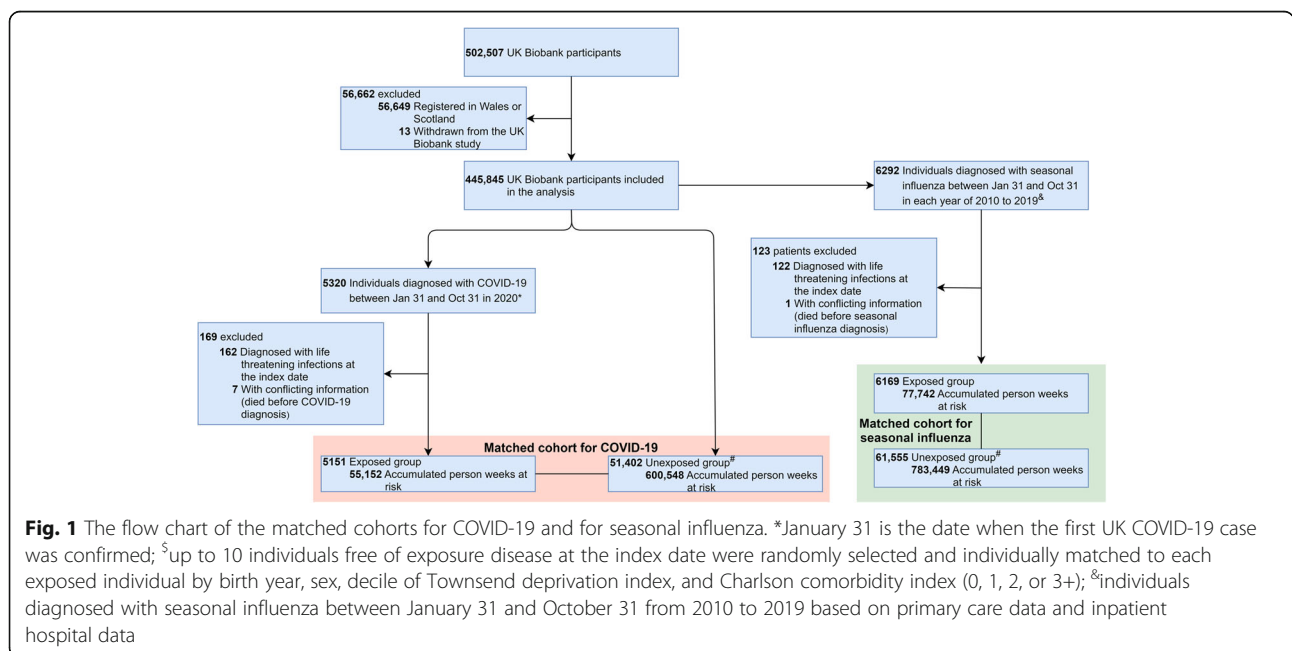 502,507 UK Biobank participants
56,662 excluded
56,649 Registered in Wales or
Scotland
13 Withdrawn from the UK
Biobank study
445,845 UK Biobank participants included
in the analysis
6292 Individuals diagnosed with seasonal
influenza between Jan 31 and Oct 31
in each year of 2010 to 2019&
123 patients excluded
122 Diagnosed with life
threatening infections at
the index date
1 With conflicting information
(died before seasonal
influenza diagnosis)
5320 Individuals diagnosed with COVID-19
between Jan 31 and Oct 31 in 2020*
169 excluded
162 Diagnosed with life
threatening infections at
the index date
7 With conflicting information
(died before COVID-19
diagnosis)
6169 Exposed group
77,742 Accumulated person weeks
at risk
Matched cohort for
seasonal influenza
61,555 Unexposed group#
783,449 Accumulated person weeks
at risk
Matched cohort for COVID-19
5151 Exposed group
55,152 Accumulated person weeks at
risk
51,402 Unexposed group#
600,548 Accumulated person weeks
at risk
Fig. 1 The flow chart of the matched cohorts for COVID-19 and for seasonal influenza. *January 31 is the date when the first UK COVID-19 case
was confirmed; $up to 10 individuals free of exposure disease at the index date were randomly selected and individually matched to each
exposed individual by birth year, sex, decile of Townsend deprivation index, and Charlson comorbidity index (0, 1, 2, or 3+); &individuals
diagnosed with seasonal influenza between January 31 and October 31 from 2010 to 2019 based on primary care data and inpatient
hospital data